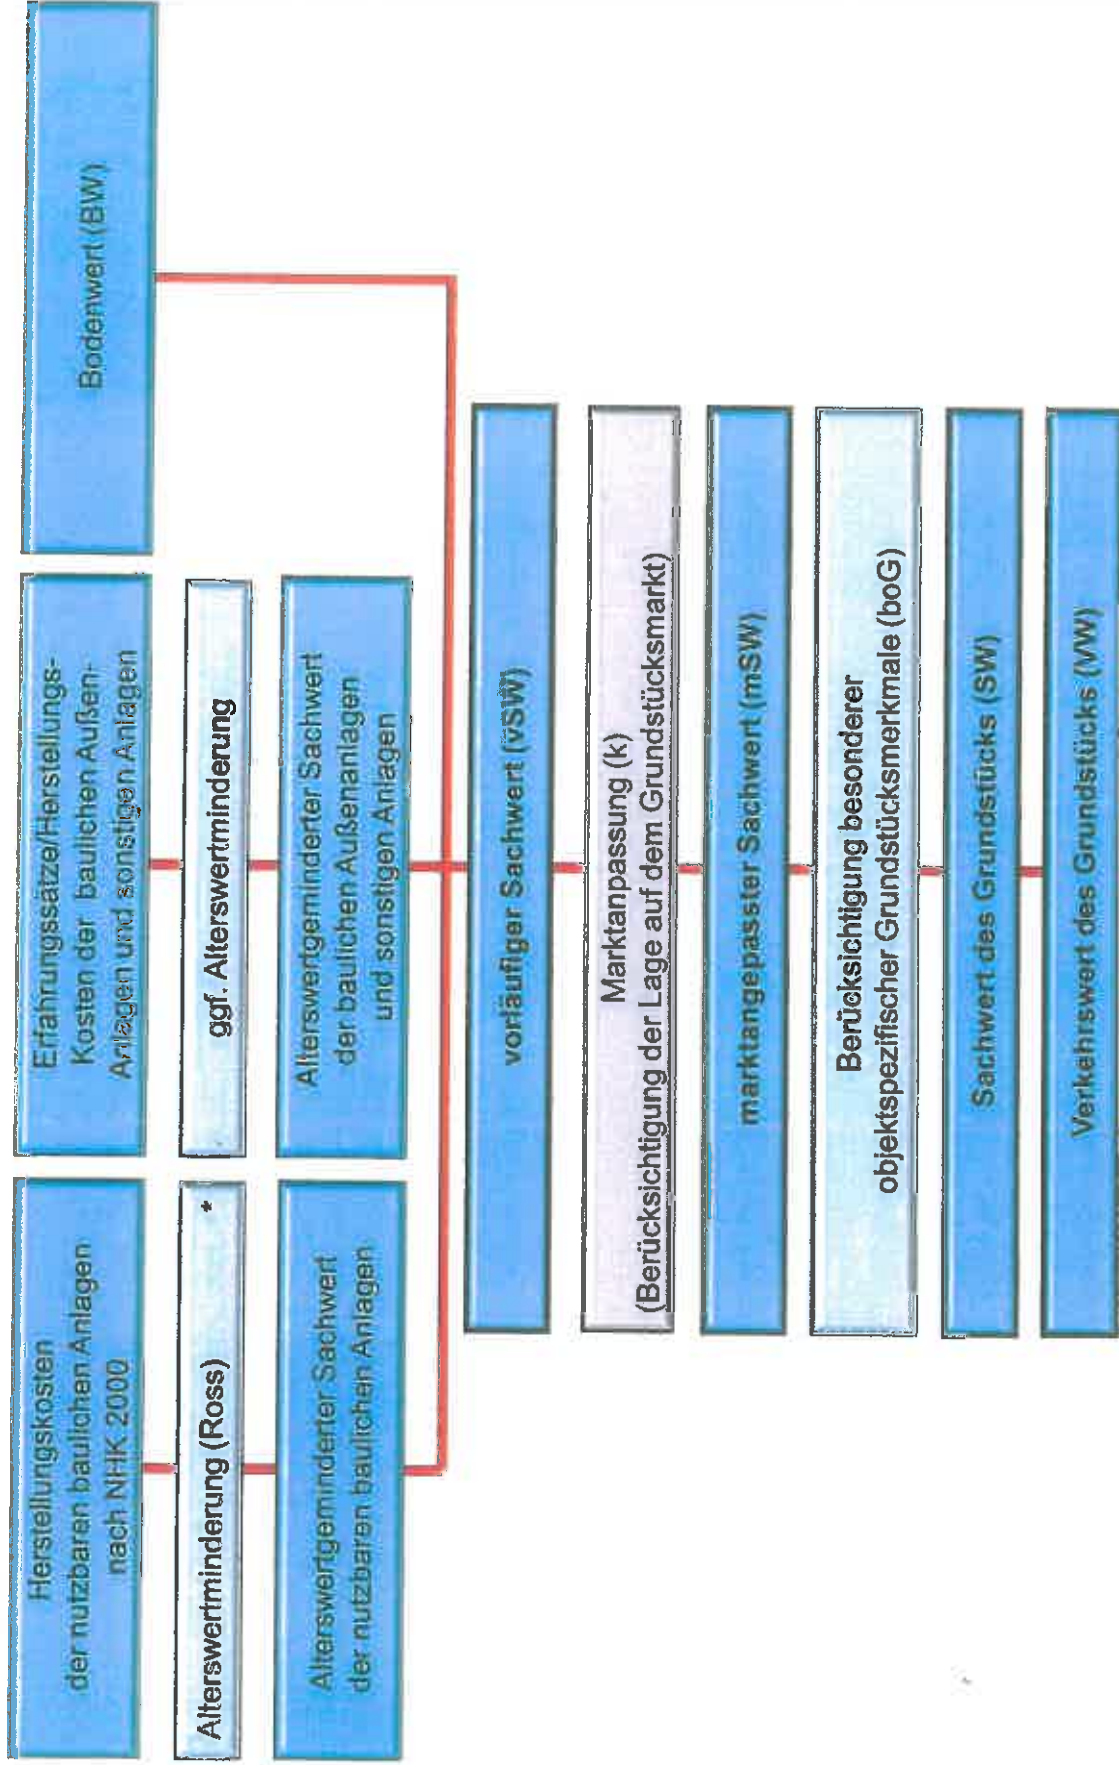 Herstellungskosten
der nutzbaren baulichen Anlagen
nach NHK 2000
Alterswertminderung (Ross) *
Alterswertgeminderter Sachwert
der nutzbaren baulichen Anlagen
Erfahrungssätze/Herstellungs-
Kosten der baulichen Außen-
Anlagen und sonstigen Anlagen
ggf. Alterswertminderung
Alterswertgeminderter Sachwert
der baulichen Außenanlagen
und sonstigen Anlagen
Bodenwert (BW)
vorläufiger Sachwert (vSW)
Marktanpassung (k)
(Berücksichtigung der Lage auf dem Grundstücksmarkt)
marktangepasster Sachwert (mSW)
Berücksichtigung besonderer
objektspezifischer Grundstücksmerkmale (boG)
Sachwert des Grundstücks (SW)
Verkehswert des Grundstücks (VW)